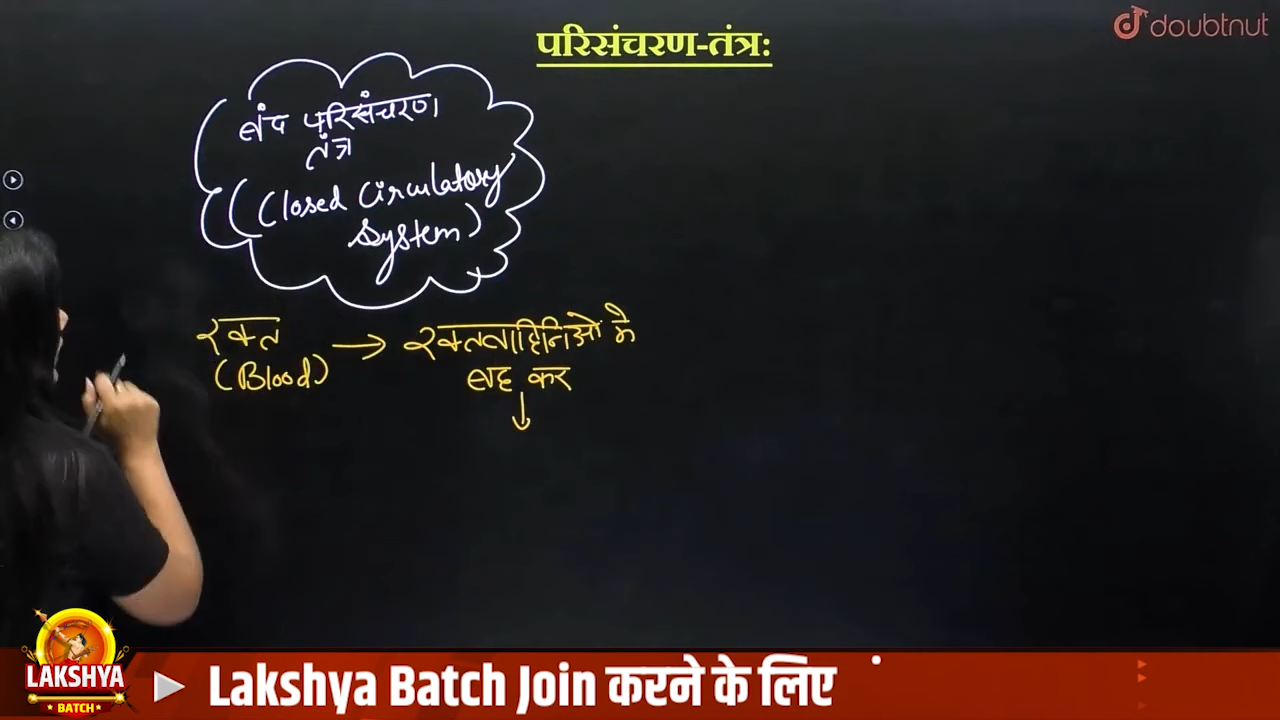 परिसंचरण-तंत्र:
doubtnut
बंद परिसंचरण
तंत्र
(Closed Circulatory
System)
रक्त → रक्तवाहिनिओं मे
(Blood)
बह कर
↓
LAKSHYA
BATCH
Lakshya Batch Join करने के लिए